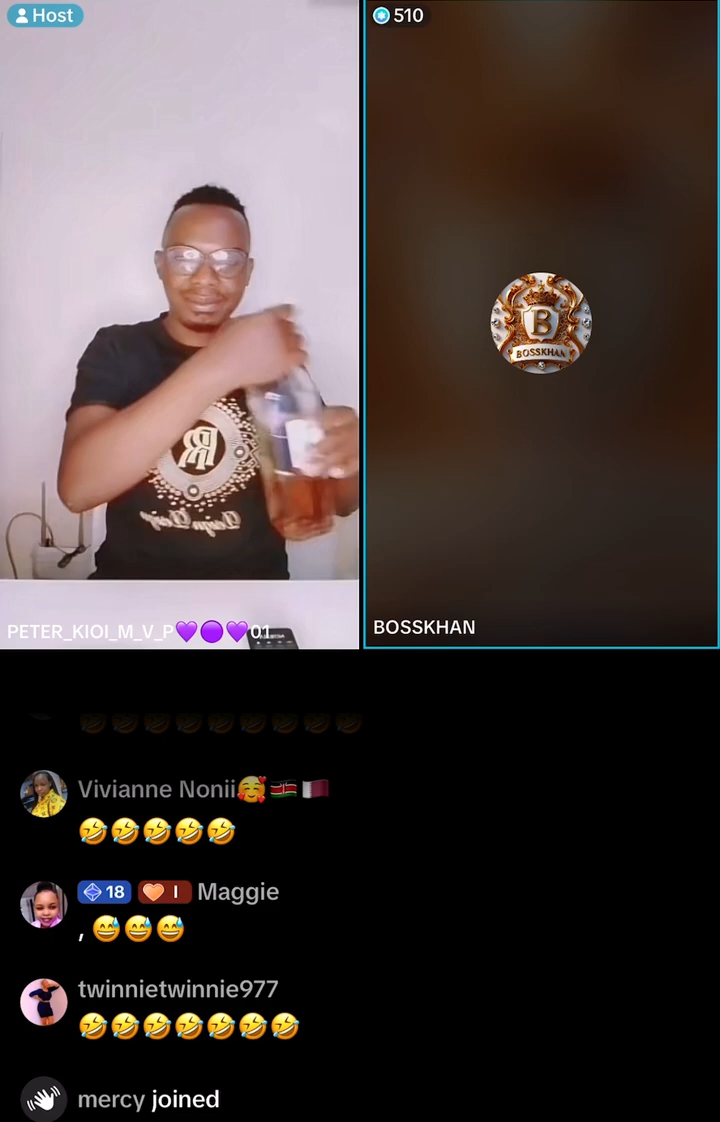 Host
510
B
BOSSKHAN
PETER_KIOI_M_V_P💜🟣💜01
BOSSKHAN
🤣🤣🤣🤣🤣🤣🤣🤣🤣
Vivianne Nonii🥰🇰🇪🇶🇦
🤣🤣🤣🤣🤣
18 I Maggie
, 😅😅😅
twinnietwinnie977
🤣🤣🤣🤣🤣🤣🤣
mercy joined